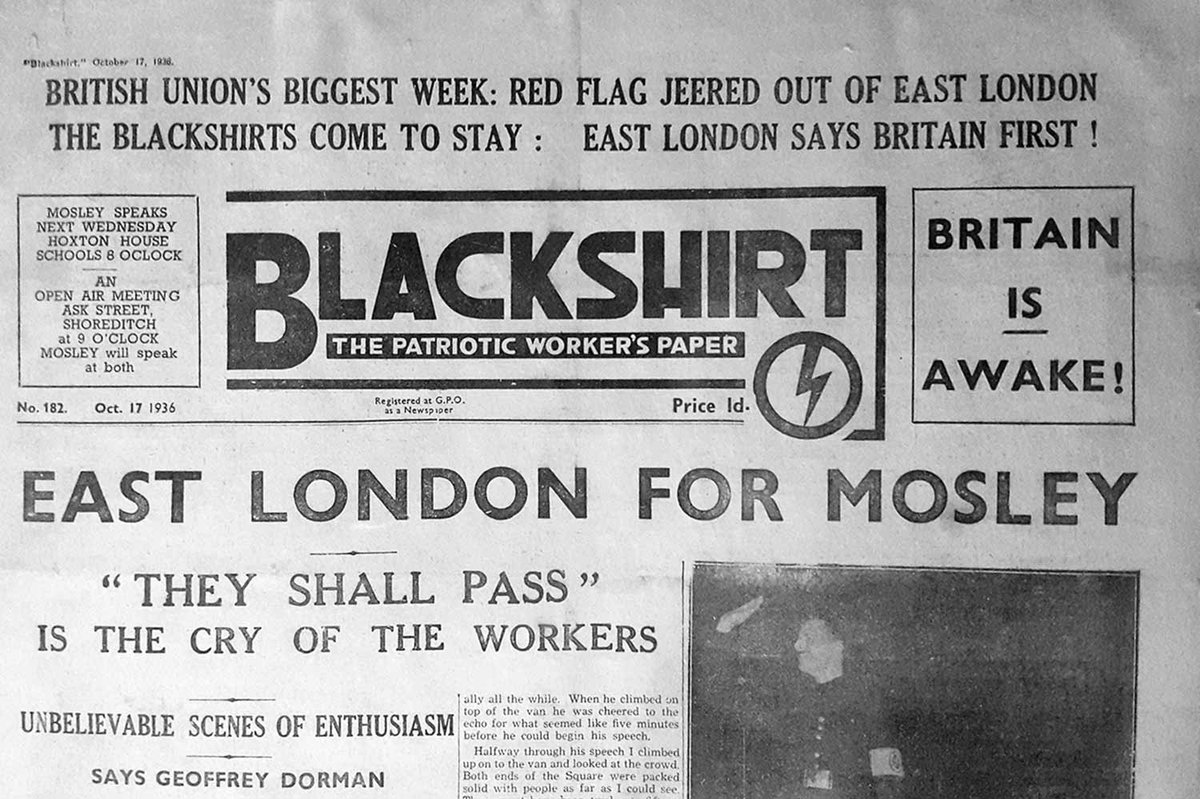 "Blackshirt," October 17, 1936.
BRITISH UNION'S BIGGEST WEEK: RED FLAG JEERED OUT OF EAST LONDON
THE BLACKSHIRTS COME TO STAY : EAST LONDON SAYS BRITAIN FIRST !
MOSLEY SPEAKS
NEXT WEDNESDAY
HOXTON HOUSE
SCHOOLS 8 OCLOCK
AN
OPEN AIR MEETING
ASK STREET,
SHOREDITCH
at 9 O'CLOCK
MOSLEY will speak
at both
BLACKSHIRT
THE PATRIOTIC WORKER'S PAPER
BRITAIN
IS
AWAKE!
No. 182. Oct. 17 1936
Registered at G.P.O.
as a Newspaper
Price 1d.
EAST LONDON FOR MOSLEY
"THEY SHALL PASS"
IS THE CRY OF THE WORKERS
UNBELIEVABLE SCENES OF ENTHUSIASM
SAYS GEOFFREY DORMAN
ally all the while. When he climbed on
top of the van he was cheered to the
echo for what seemed like five minutes
before he could begin his speech.
Halfway through his speech I climbed
up on to the van and looked at the crowd.
Both ends of the Square were packed
solid with people as far as I could see.